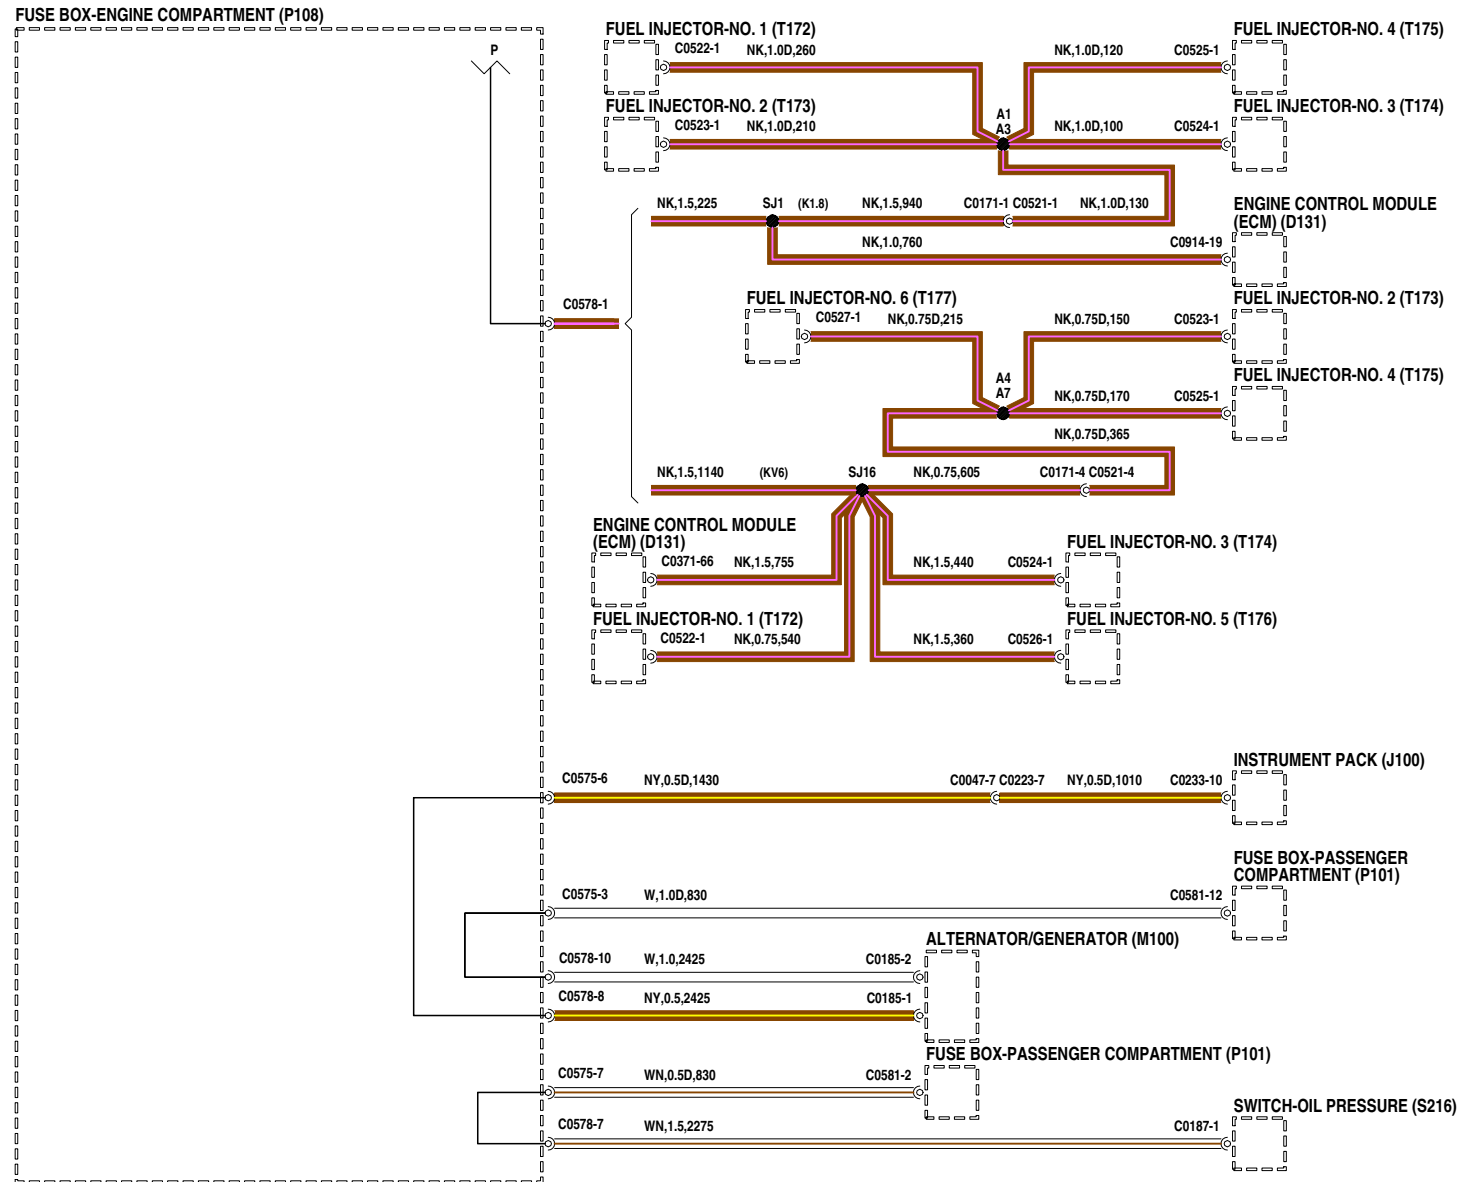 FUSE BOX-ENGINE COMPARTMENT (P108)
P
FUEL INJECTOR-NO. 1 (T172)
C0522-1
NK,1.0D,260
FUEL INJECTOR-NO. 4 (T175)
NK,1.0D,120
C0525-1
FUEL INJECTOR-NO. 2 (T173)
C0523-1
NK,1.0D,210
A1
A3
FUEL INJECTOR-NO. 3 (T174)
NK,1.0D,100
C0524-1
NK,1.5,225
SJ1
(K1.8)
NK,1.5,940
C0171-1 C0521-1
NK,1.0D,130
ENGINE CONTROL MODULE
(ECM) (D131)
NK,1.0,760
C0914-19
C0578-1
FUEL INJECTOR-NO. 6 (T177)
C0527-1
NK,0.75D,215
FUEL INJECTOR-NO. 2 (T173)
NK,0.75D,150
C0523-1
A4
A7
FUEL INJECTOR-NO. 4 (T175)
NK,0.75D,170
C0525-1
NK,0.75D,365
NK,1.5,1140
(KV6)
SJ16
NK,0.75,605
C0171-4 C0521-4
ENGINE CONTROL MODULE
(ECM) (D131)
C0371-66
NK,1.5,755
FUEL INJECTOR-NO. 3 (T174)
NK,1.5,440
C0524-1
FUEL INJECTOR-NO. 1 (T172)
C0522-1
NK,0.75,540
FUEL INJECTOR-NO. 5 (T176)
NK,1.5,360
C0526-1
C0575-6
NY,0.5D,1430
C0047-7 C0223-7
NY,0.5D,1010
C0233-10
INSTRUMENT PACK (J100)
C0575-3
W,1.0D,830
C0581-12
FUSE BOX-PASSENGER
COMPARTMENT (P101)
C0578-10
W,1.0,2425
C0185-2
ALTERNATOR/GENERATOR (M100)
C0578-8
NY,0.5,2425
C0185-1
FUSE BOX-PASSENGER COMPARTMENT (P101)
C0575-7
WN,0.5D,830
C0581-2
C0578-7
WN,1.5,2275
C0187-1
SWITCH-OIL PRESSURE (S216)